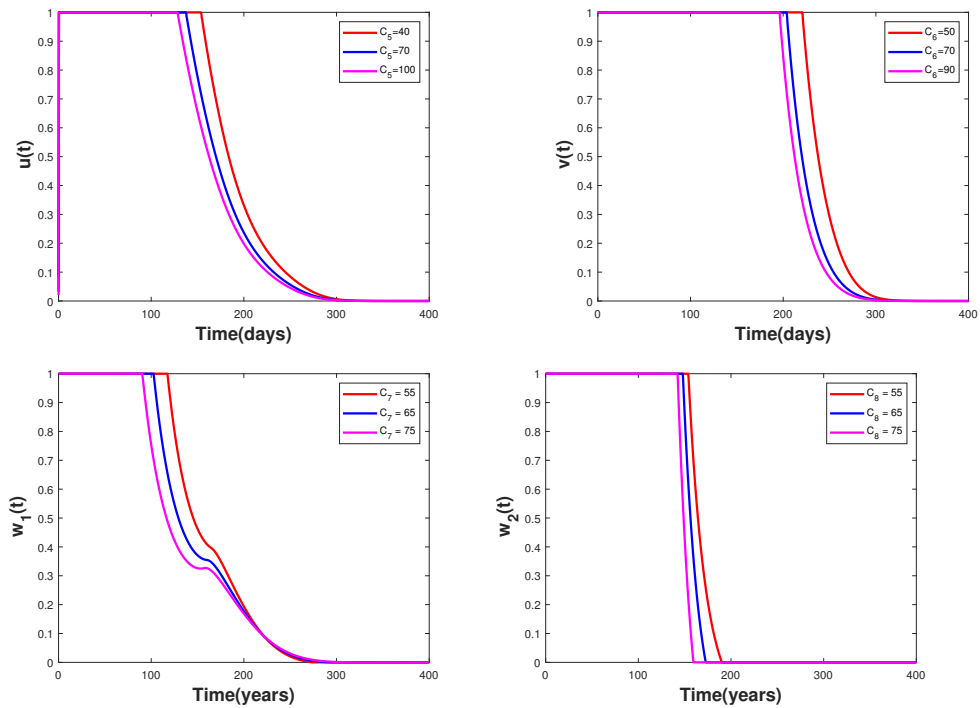 1
0.9
0.8
0.7
0.6
0.5
0.4
0.3
0.2
0.1
0
0 100 200 300 400
u(t)
Time(days)
C5=40
C5=70
C5=100
1
0.9
0.8
0.7
0.6
0.5
0.4
0.3
0.2
0.1
0
0 100 200 300 400
v(t)
Time(days)
C6=50
C6=70
C6=90
1
0.9
0.8
0.7
0.6
0.5
0.4
0.3
0.2
0.1
0
0 100 200 300 400
w1(t)
Time(years)
C7 = 55
C7 = 65
C7 = 75
1
0.9
0.8
0.7
0.6
0.5
0.4
0.3
0.2
0.1
0
0 100 200 300 400
w2(t)
Time(years)
C8 = 55
C8 = 65
C8 = 75